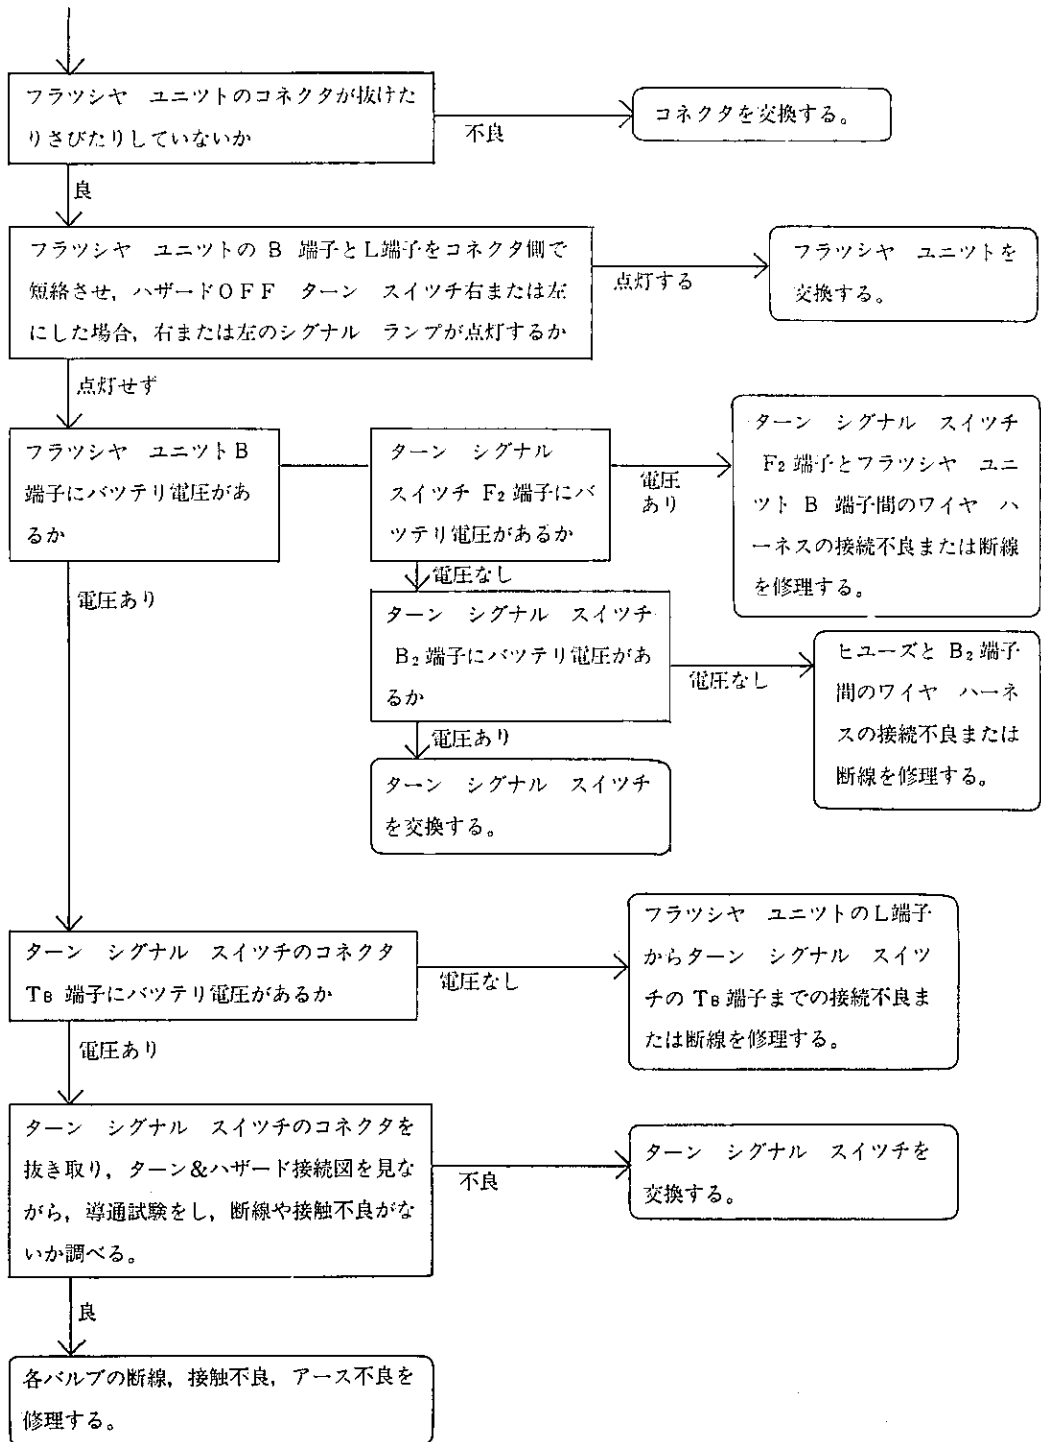 フラツシヤ　ユニツトのコネクタが抜けた
りさびたりしていないか
不良
コネクタを交換する。
良
フラツシヤ　ユニツトの B 端子とL端子をコネクタ側で
短絡させ，ハザードOFF　ターン　スイツチ右または左
にした場合，右または左のシグナル　ランプが点灯するか
点灯する
フラツシヤ　ユニツトを
交換する。
点灯せず
フラツシヤ　ユニツトB
端子にバツテリ電圧があ
るか
ターン　シグナル
スイツチ F₂ 端子にバ
ツテリ電圧があるか
電圧
あり
ターン　シグナル　スイツチ
F₂ 端子とフラツシヤ　ユニ
ツト B 端子間のワイヤ　ハ
ーネスの接続不良または断線
を修理する。
電圧なし
電圧あり
ターン　シグナル　スイツチ
B₂ 端子にバツテリ電圧があ
るか
電圧なし
ヒユーズと B₂ 端子
間のワイヤ　ハーネ
スの接続不良または
断線を修理する。
電圧あり
ターン　シグナル　スイツチ
を交換する。
ターン　シグナル　スイツチのコネクタ
TB 端子にバツテリ電圧があるか
電圧なし
フラツシヤ　ユニツトのL端子
からターン　シグナル　スイツ
チの TB 端子までの接続不良ま
たは断線を修理する。
電圧あり
ターン　シグナル　スイツチのコネクタを
抜き取り，ターン＆ハザード接続図を見な
がら，導通試験をし，断線や接触不良がな
いか調べる。
不良
ターン　シグナル　スイツチを
交換する。
良
各バルブの断線，接触不良，アース不良を
修理する。